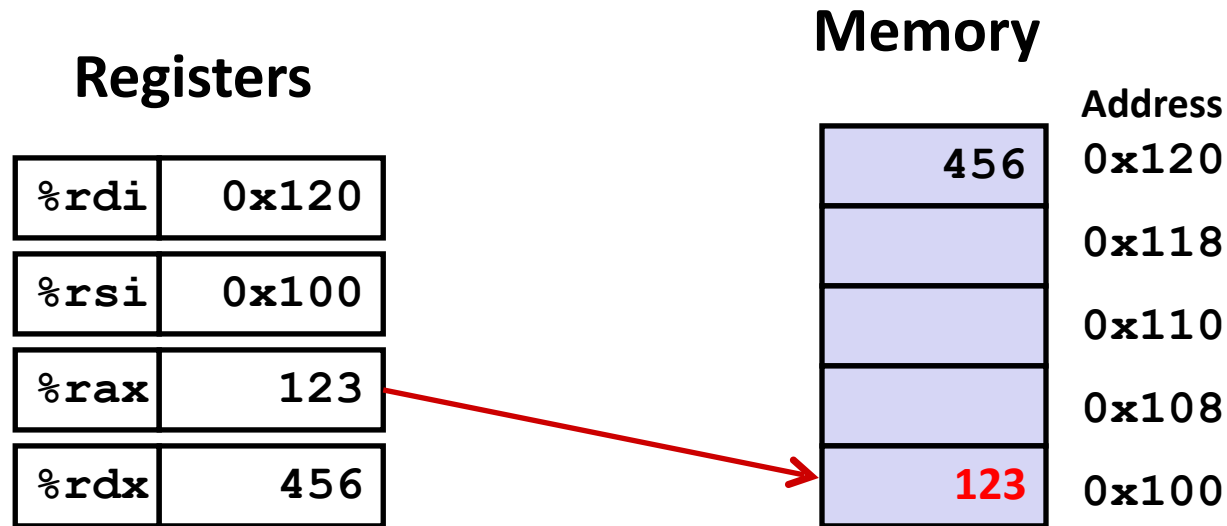 Registers
%rdi 0x120
%rsi 0x100
%rax 123
%rdx 456
Memory
Address
456 0x120
0x118
0x110
0x108
123 0x100